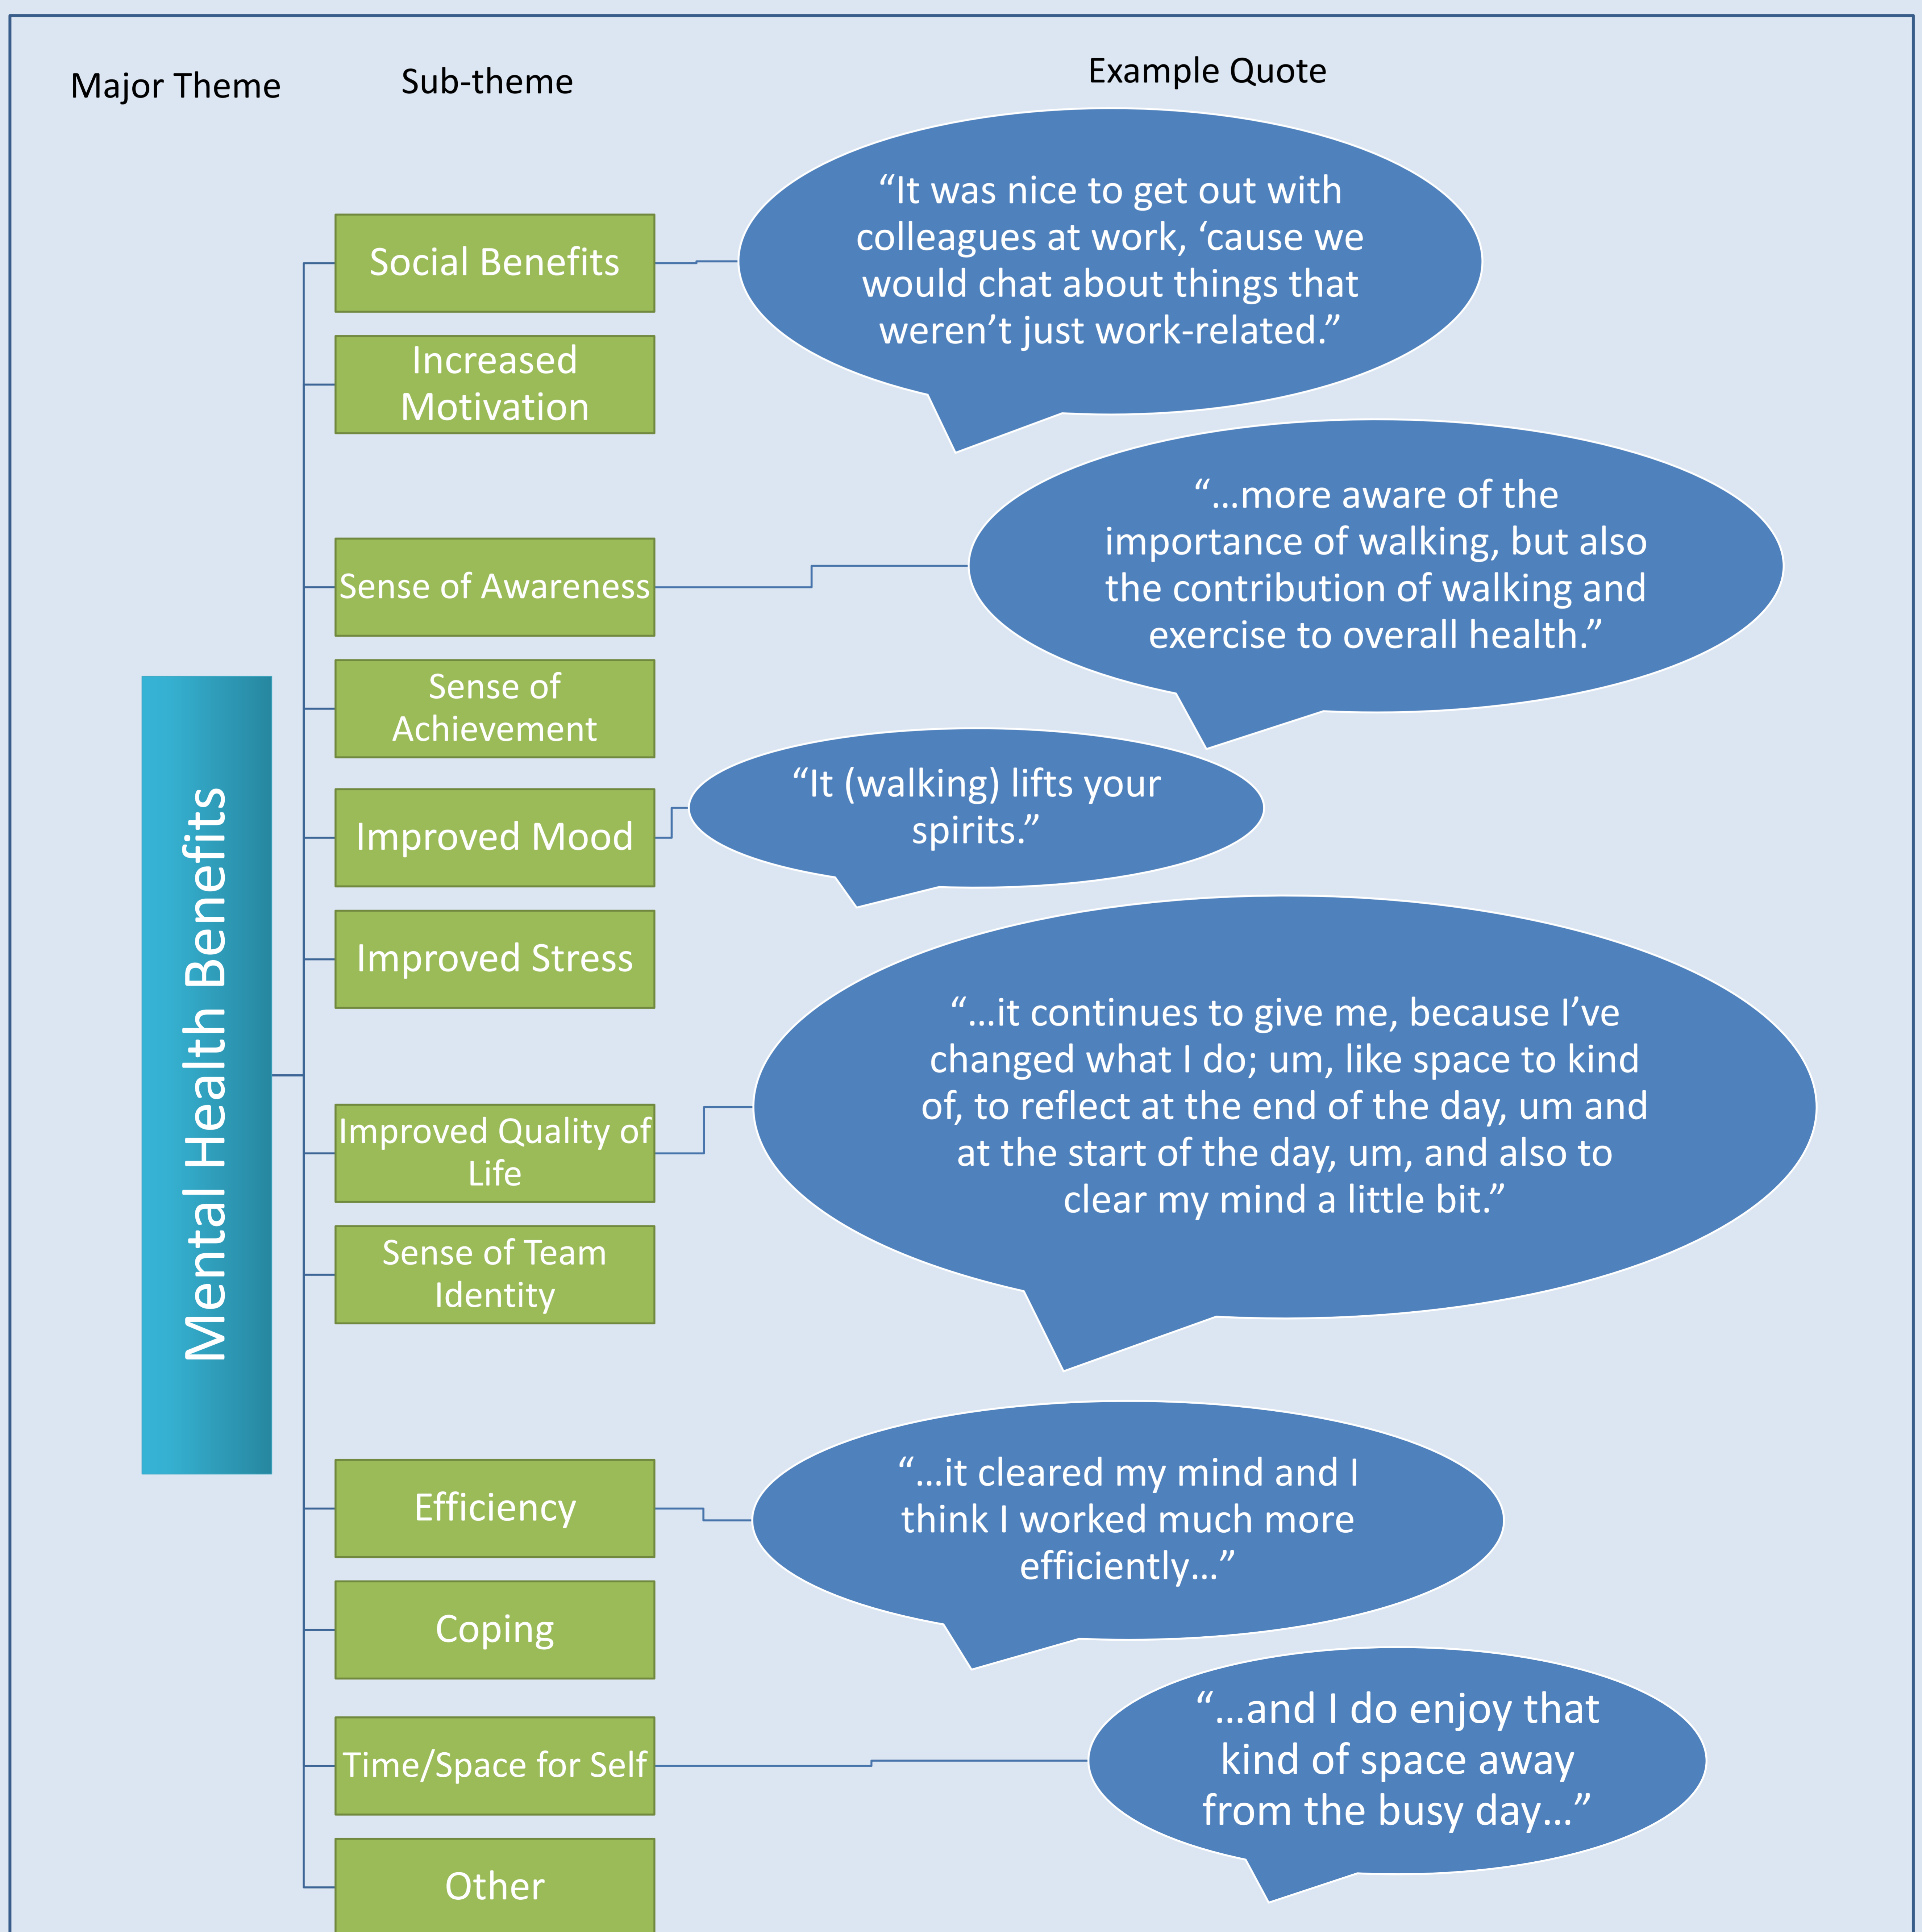 Major Theme
Sub-theme
Example Quote
Mental Health Benefits
Social Benefits
“It was nice to get out with
colleagues at work, ‘cause we
would chat about things that
weren’t just work-related.”
Increased
Motivation
Sense of Awareness
“…more aware of the
importance of walking, but also
the contribution of walking and
exercise to overall health.”
Sense of
Achievement
Improved Mood
“It (walking) lifts your
spirits.”
Improved Stress
Improved Quality of
Life
“…it continues to give me, because I’ve
changed what I do; um, like space to kind
of, to reflect at the end of the day, um and
at the start of the day, um, and also to
clear my mind a little bit.”
Sense of Team
Identity
Efficiency
“…it cleared my mind and I
think I worked much more
efficiently…”
Coping
Time/Space for Self
“…and I do enjoy that
kind of space away
from the busy day…”
Other